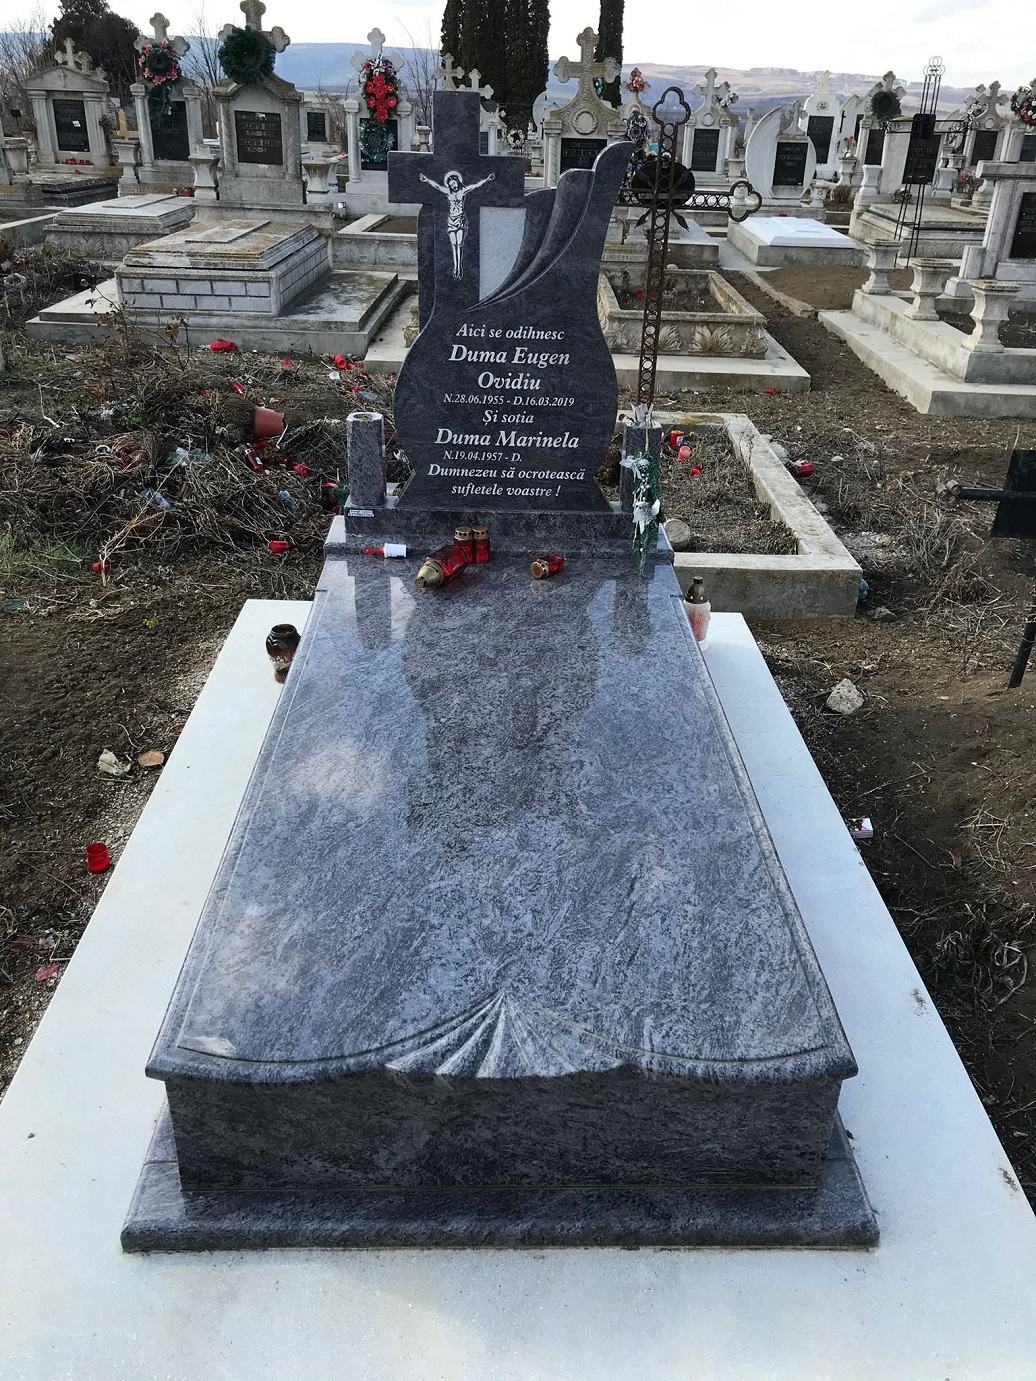 Aici se odihnesc
Duma Eugen
Ovidiu
N.28.06.1955 - D.16.03.2019
Și soția
Duma Marinela
N.19.04.1957 - D.
Dumnezeu să ocrotească
sufletele voastre !